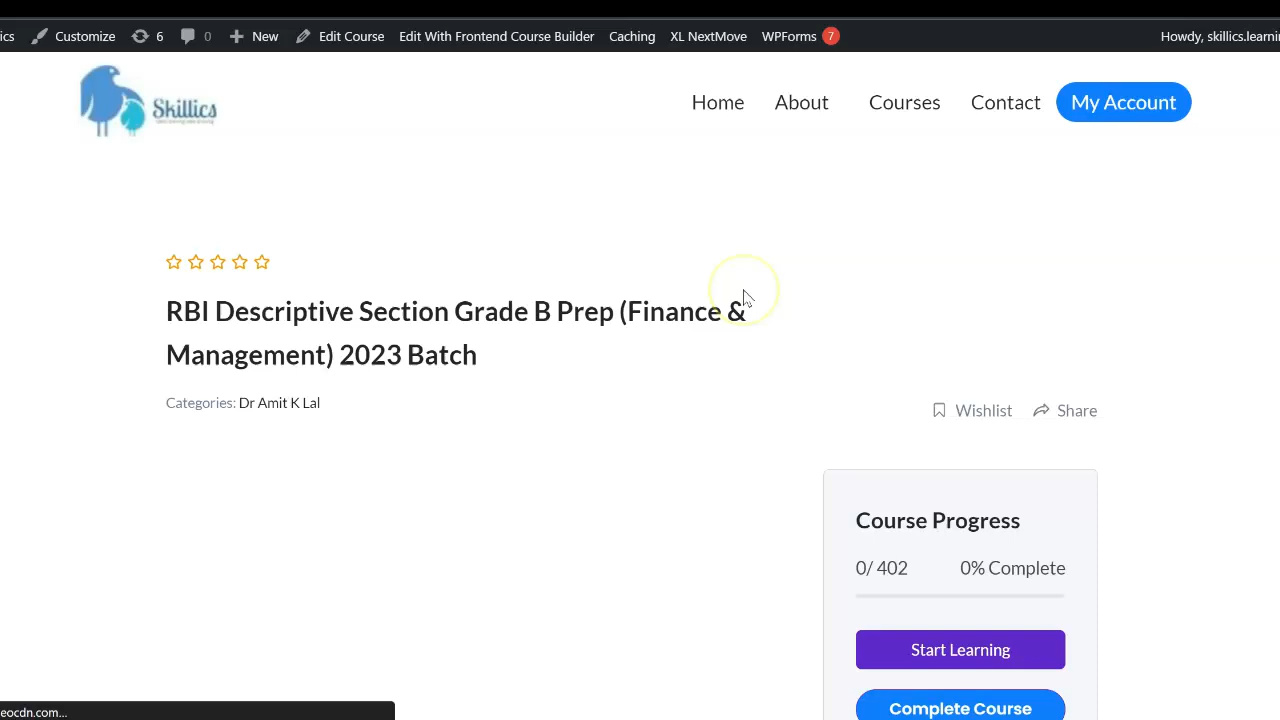 ics Customize 6 0 New Edit Course Edit With Frontend Course Builder Caching XL NextMove WPForms 7 Howdy, skillics.learnin
Skillics
Home About Courses Contact My Account
RBI Descriptive Section Grade B Prep (Finance &
Management) 2023 Batch
Categories: Dr Amit K Lal
Wishlist Share
Course Progress
0/ 402 0% Complete
Start Learning
Complete Course
eocdn.com...